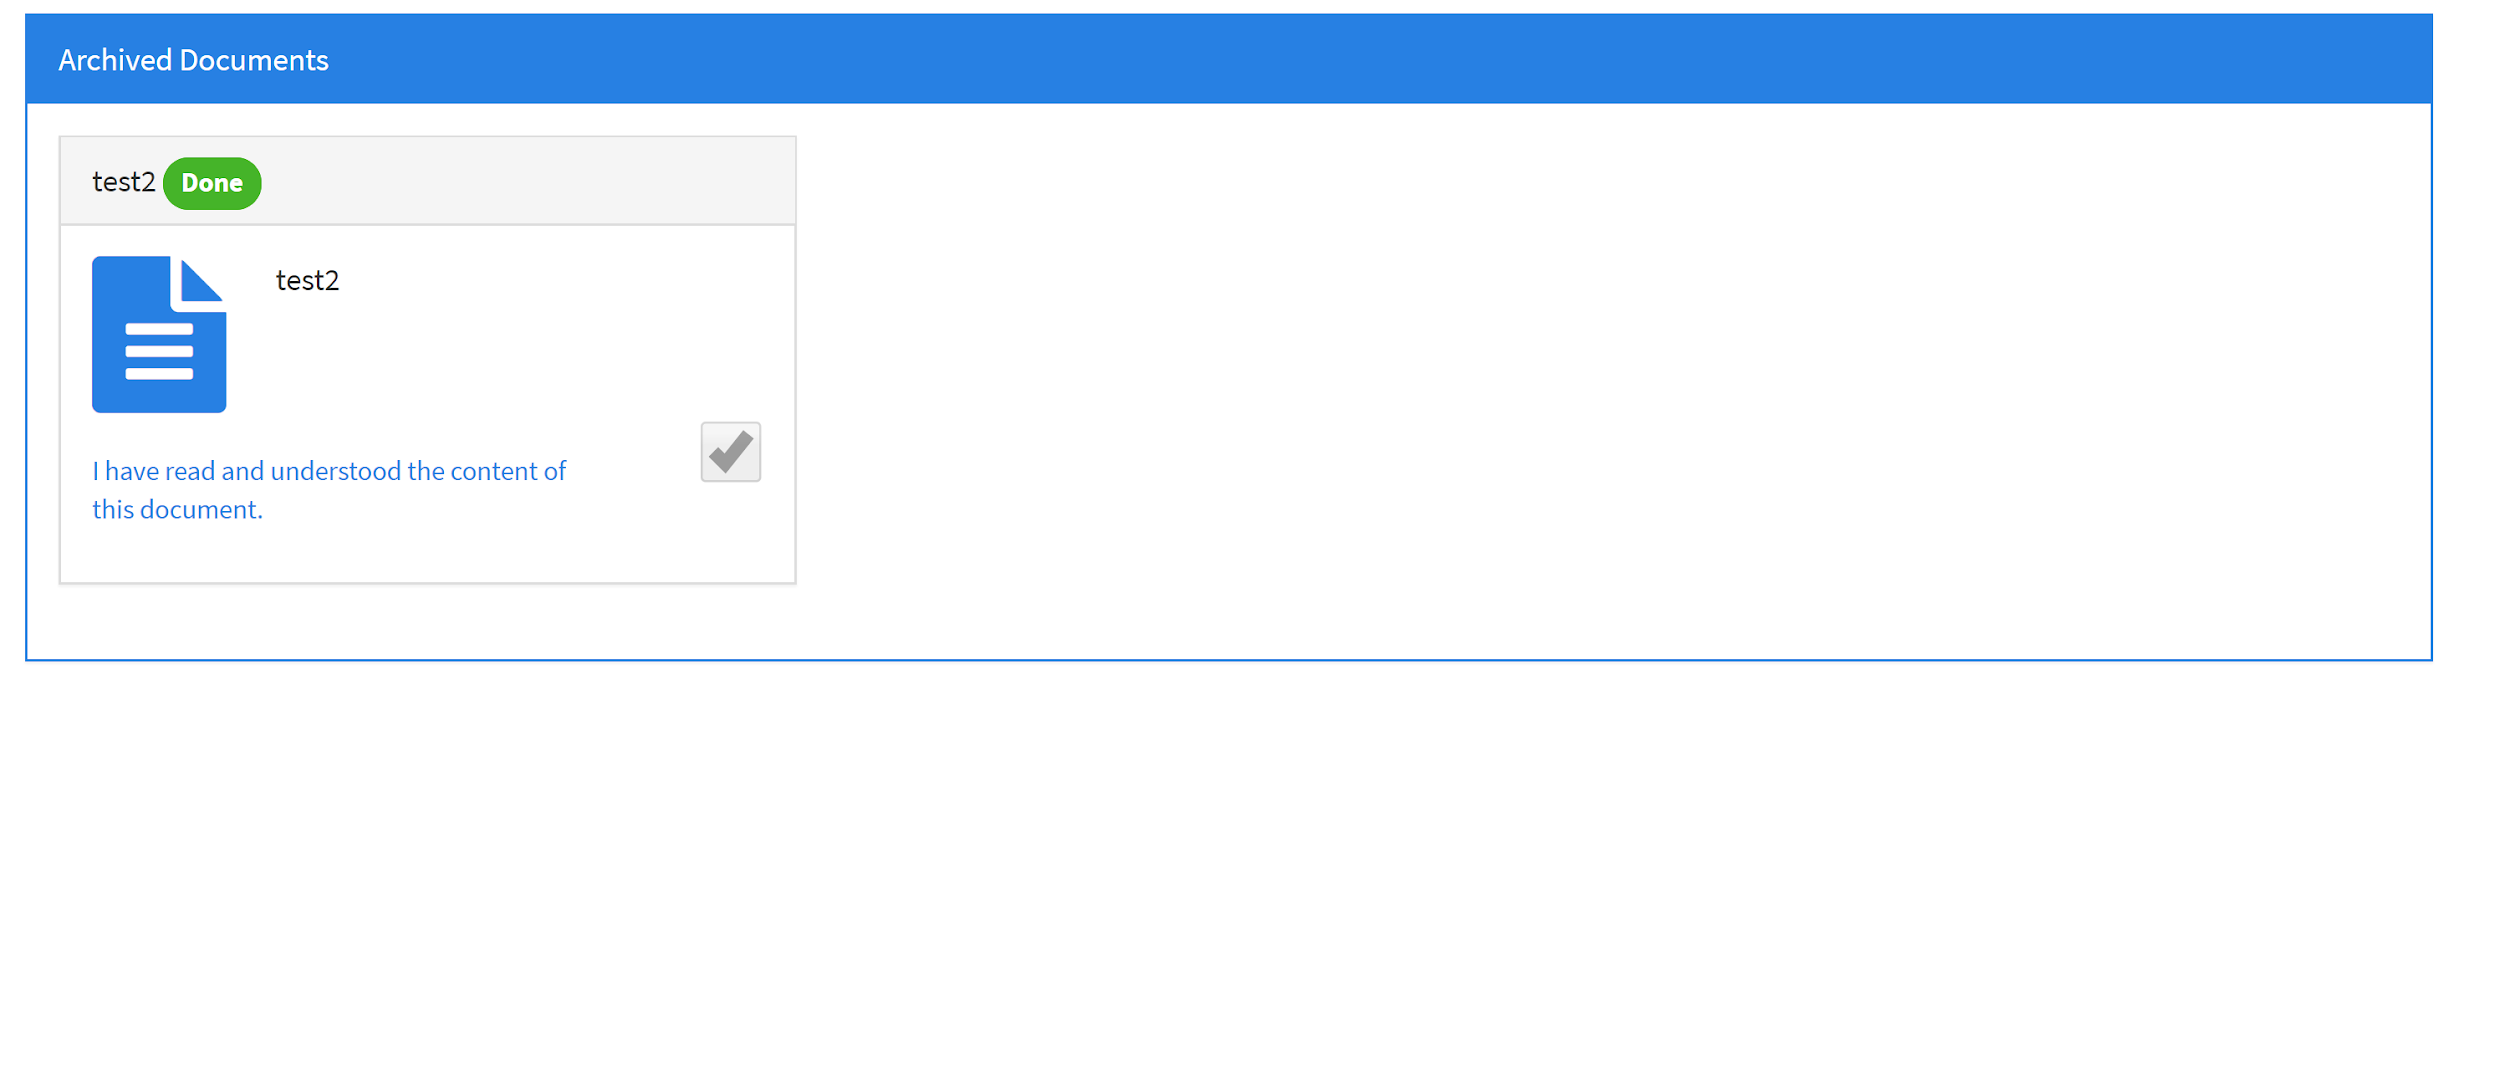 Archived Documents
test2 Done
test2
I have read and understood the content of
this document.